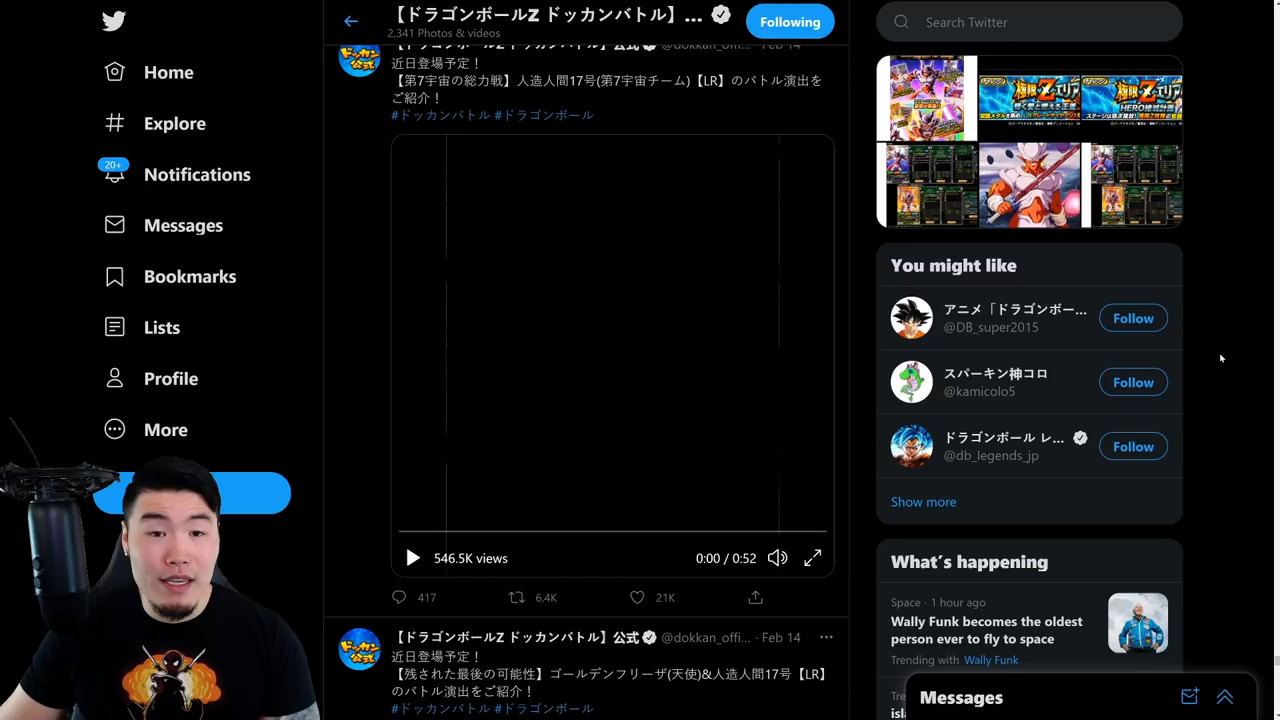 Home
Explore
20+
Notifications
Messages
Bookmarks
Lists
Profile
More
【ドラゴンボールZ ドッカンバトル】...
2,341 Photos & videos
Following
【ドラゴンボールZ ドッカンバトル】公式 @dokkan_offi... · Feb 14
近日登場予定！
【第7宇宙の総力戦】人造人間17号(第7宇宙チーム)【LR】のバトル演出を
ご紹介！
#ドッカンバトル #ドラゴンボール
546.5K views
0:00 / 0:52
417
6.4K
21K
【ドラゴンボールZ ドッカンバトル】公式 @dokkan_offi... · Feb 14
近日登場予定！
【残された最後の可能性】ゴールデンフリーザ(天使)&人造人間17号【LR】
のバトル演出をご紹介！
#ドッカンバトル #ドラゴンボール
Search Twitter
You might like
アニメ「ドラゴンボー...
@DB_super2015
Follow
スパーキン神コロ
@kamicolo5
Follow
ドラゴンボール レ...
@db_legends_jp
Follow
Show more
What's happening
Space · 1 hour ago
Wally Funk becomes the oldest
person ever to fly to space
Trending with Wally Funk
Messages